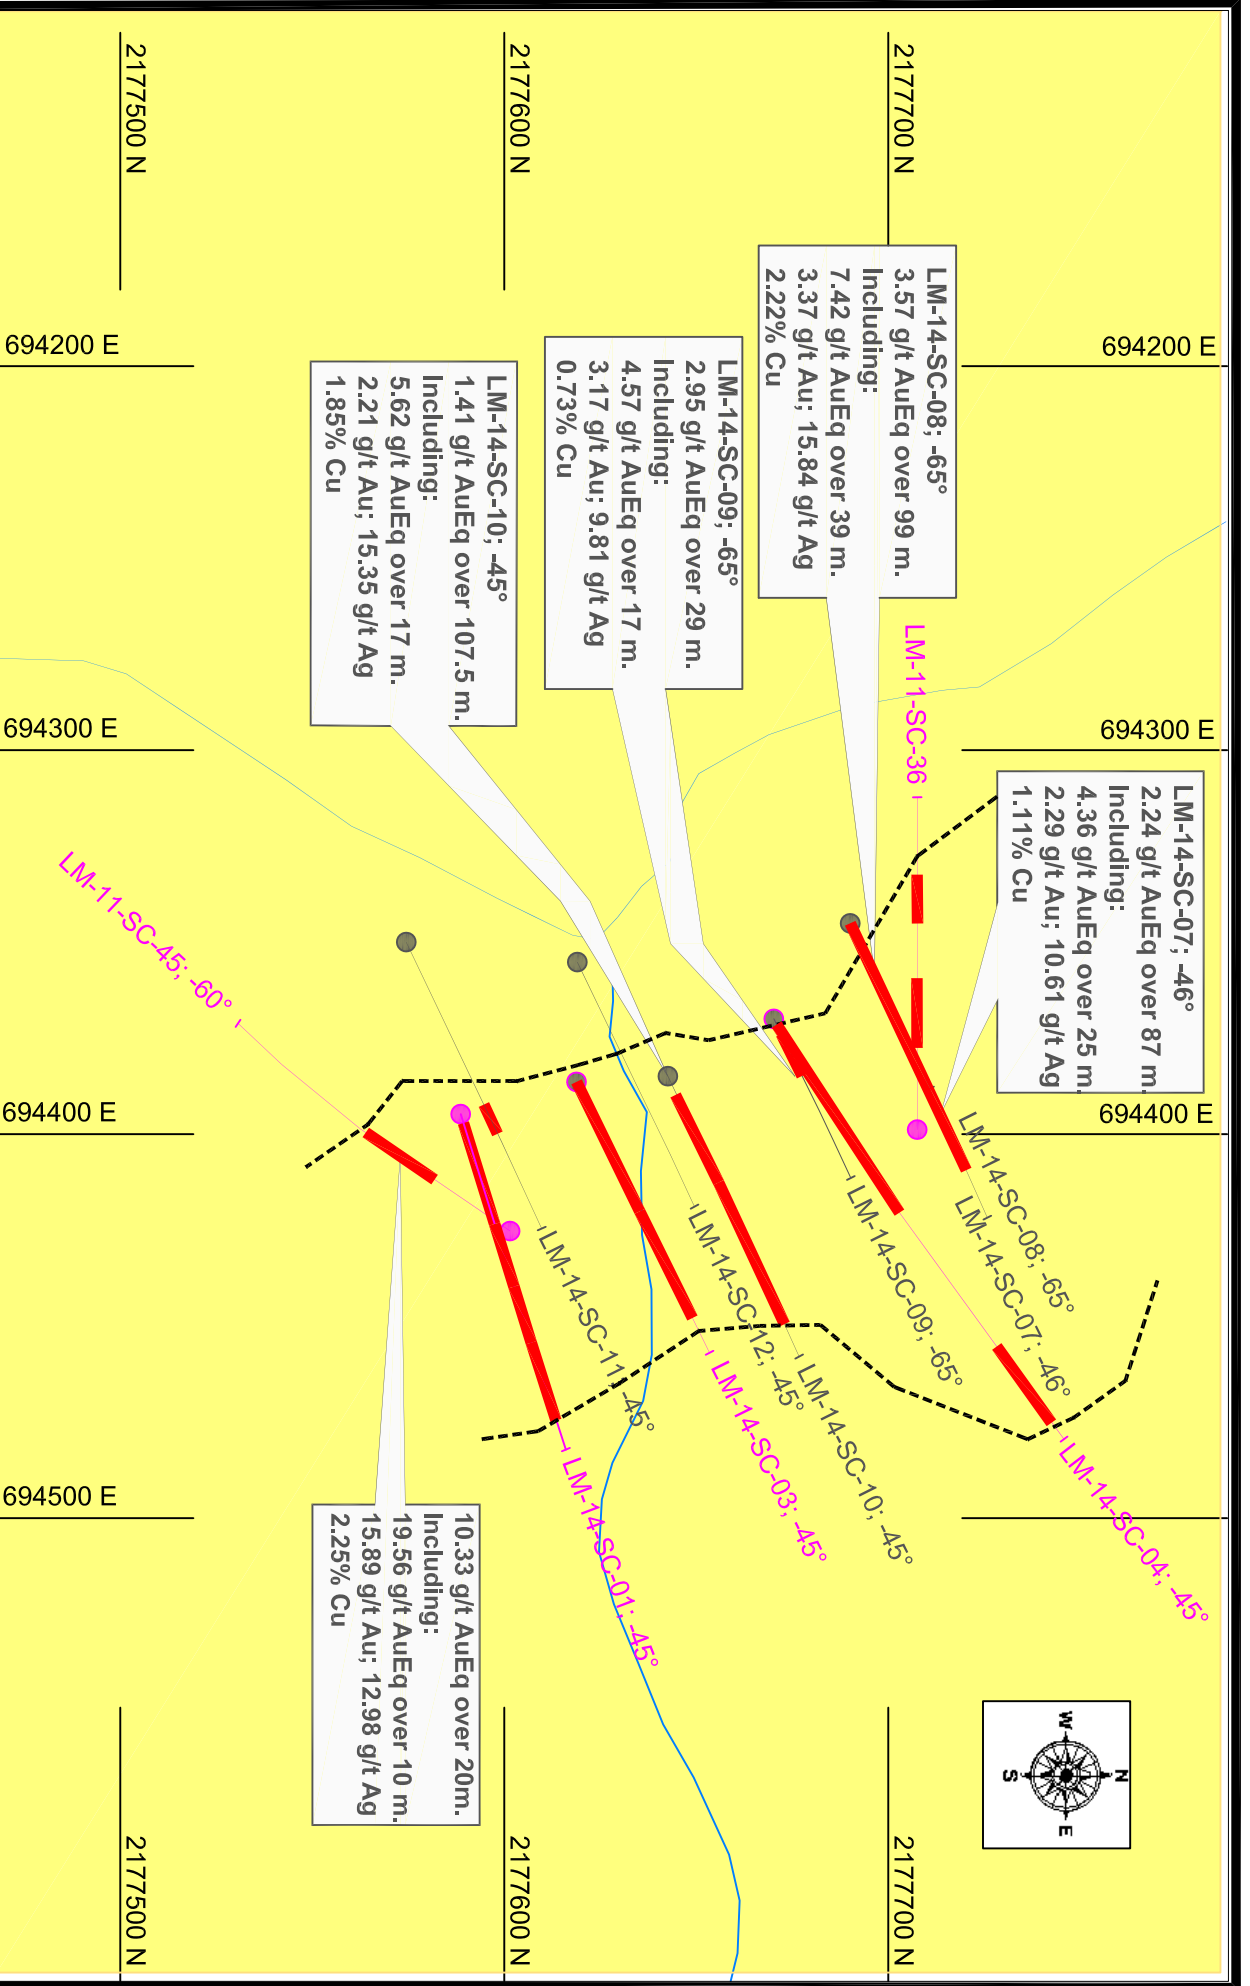 2177500 N
2177600 N
2177700 N
694200 E
694200 E
LM-14-SC-08; -65°
3.57 g/t AuEq over 99 m.
Including:
7.42 g/t AuEq over 39 m.
3.37 g/t Au; 15.84 g/t Ag
2.22% Cu
LM-14-SC-09; -65°
2.95 g/t AuEq over 29 m.
Including:
4.57 g/t AuEq over 17 m.
3.17 g/t Au; 9.81 g/t Ag
0.73% Cu
LM-14-SC-10; -45°
1.41 g/t AuEq over 107.5 m.
Including:
5.62 g/t AuEq over 17 m.
2.21 g/t Au; 15.35 g/t Ag
1.85% Cu
LM-11-SC-36
694300 E
694300 E
LM-14-SC-07; -46°
2.24 g/t AuEq over 87 m.
Including:
4.36 g/t AuEq over 25 m.
2.29 g/t Au; 10.61 g/t Ag
1.11% Cu
LM-11-SC-45; -60°
694400 E
694400 E
LM-14-SC-08; -65°
LM-14-SC-07; -46°
LM-14-SC-09; -65°
LM-14-SC-12; -45°
LM-14-SC-11; -45°
LM-14-SC-10; -45°
LM-14-SC-03; -45°
LM-14-SC-04; -45°
LM-14-SC-01; -45°
694500 E
10.33 g/t AuEq over 20m.
Including:
19.56 g/t AuEq over 10 m.
15.89 g/t Au; 12.98 g/t Ag
2.25% Cu
N
W
E
S
2177500 N
2177600 N
2177700 N